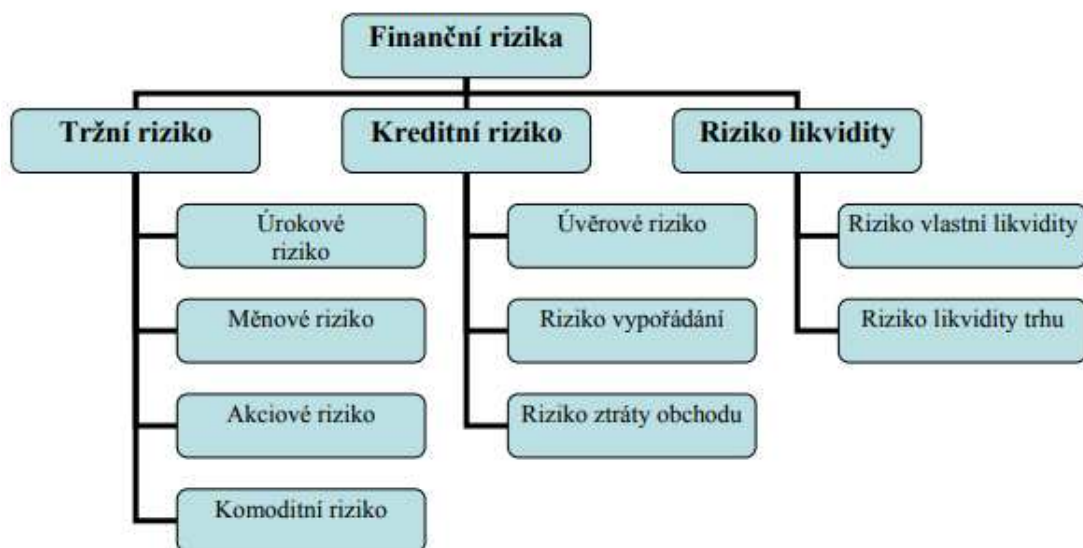 Finanční rizika
Tržní riziko
Kreditní riziko
Riziko likvidity
Úrokové
riziko
Úvěrové riziko
Riziko vlastní likvidity
Měnové riziko
Riziko vypořádání
Riziko likvidity trhu
Akciové riziko
Riziko ztráty obchodu
Komoditní riziko